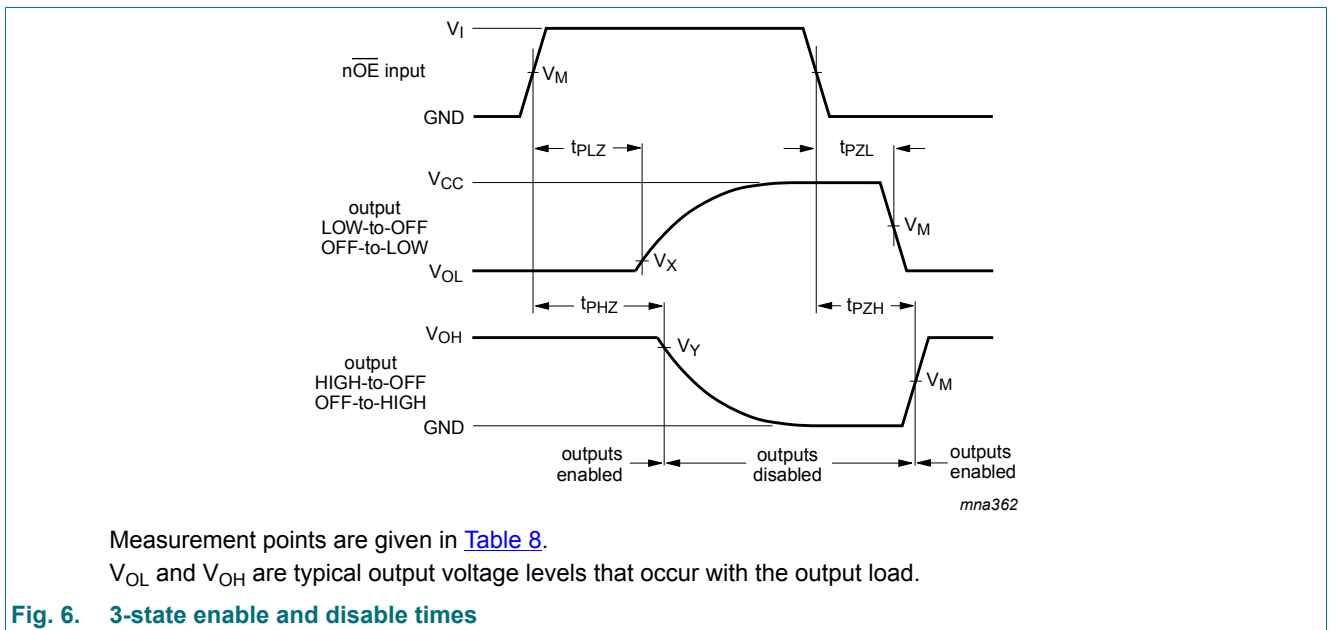 VI
nOE input
VM
GND
tPLZ
tPZL
VCC
output
LOW-to-OFF
OFF-to-LOW
VM
VX
VOL
tPHZ
tPZH
VOH
VY
output
HIGH-to-OFF
OFF-to-HIGH
VM
GND
outputs
enabled
outputs
disabled
outputs
enabled
mna362
Measurement points are given in Table 8.
VOL and VOH are typical output voltage levels that occur with the output load.
Fig. 6. 3-state enable and disable times